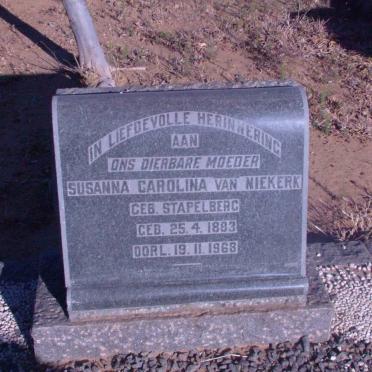 IN LIEFDEVOLLE HERINNERING
AAN
ONS DIERBARE MOEDER
SUSANNA CAROLINA VAN NIEKERK
GEB. STAPELBERG
GEB. 25. 4. 1893
OORL. 19. 11. 1968